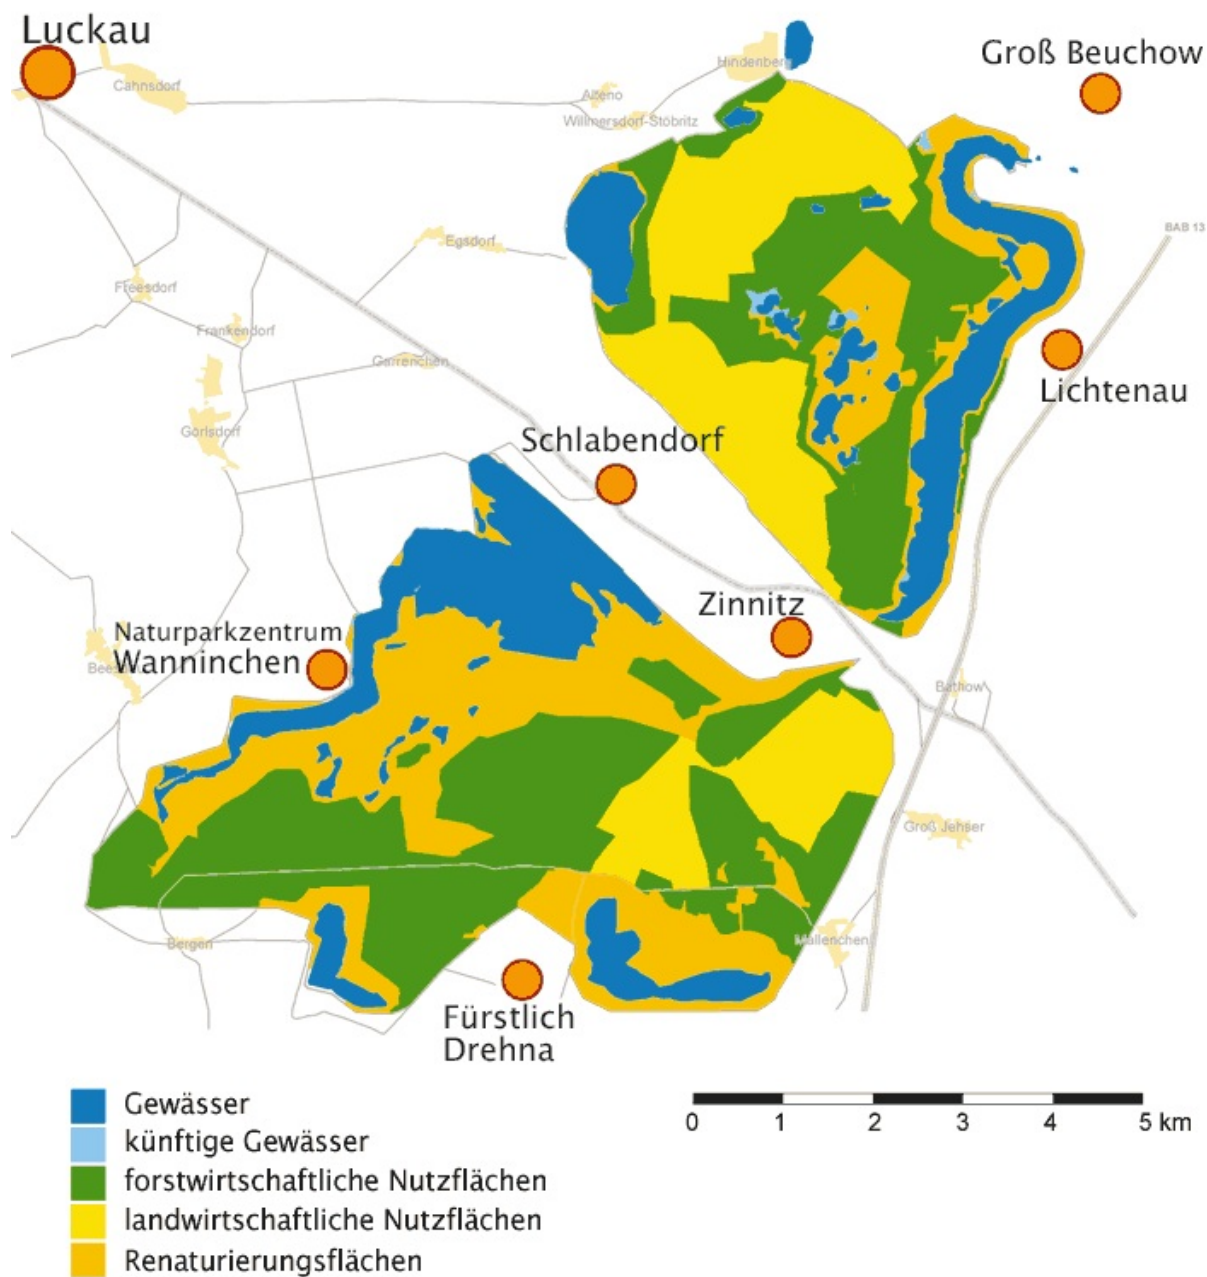 Luckau
Groß Beuchow
Hindenberg
Cahnsdorf
Alteno
Willmersdorf-Stöbritz
BAB 13
Egsdorf
Freesdorf
Frankendorf
Garrenchen
Lichtenau
Görlsdorf
Schlabendorf
Zinnitz
Naturparkzentrum
Wanninchen
Bathow
Groß Jehser
Bergen
Mallenchen
Fürstlich
Drehna
Gewässer
künftige Gewässer
forstwirtschaftliche Nutzflächen
landwirtschaftliche Nutzflächen
Renaturierungsflächen
0 1 2 3 4 5 km